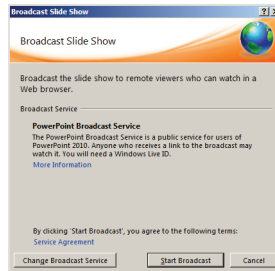 Broadcast Slide Show
Broadcast Slide Show
Broadcast the slide show to remote viewers who can watch in a
Web browser.
Broadcast Service
PowerPoint Broadcast Service
The PowerPoint Broadcast Service is a public service for users of
PowerPoint 2010. Anyone who receives a link to the broadcast may
watch it. You will need a Windows Live ID.
More Information
By clicking 'Start Broadcast', you agree to the following terms:
Service Agreement
Change Broadcast Service
Start Broadcast
Cancel